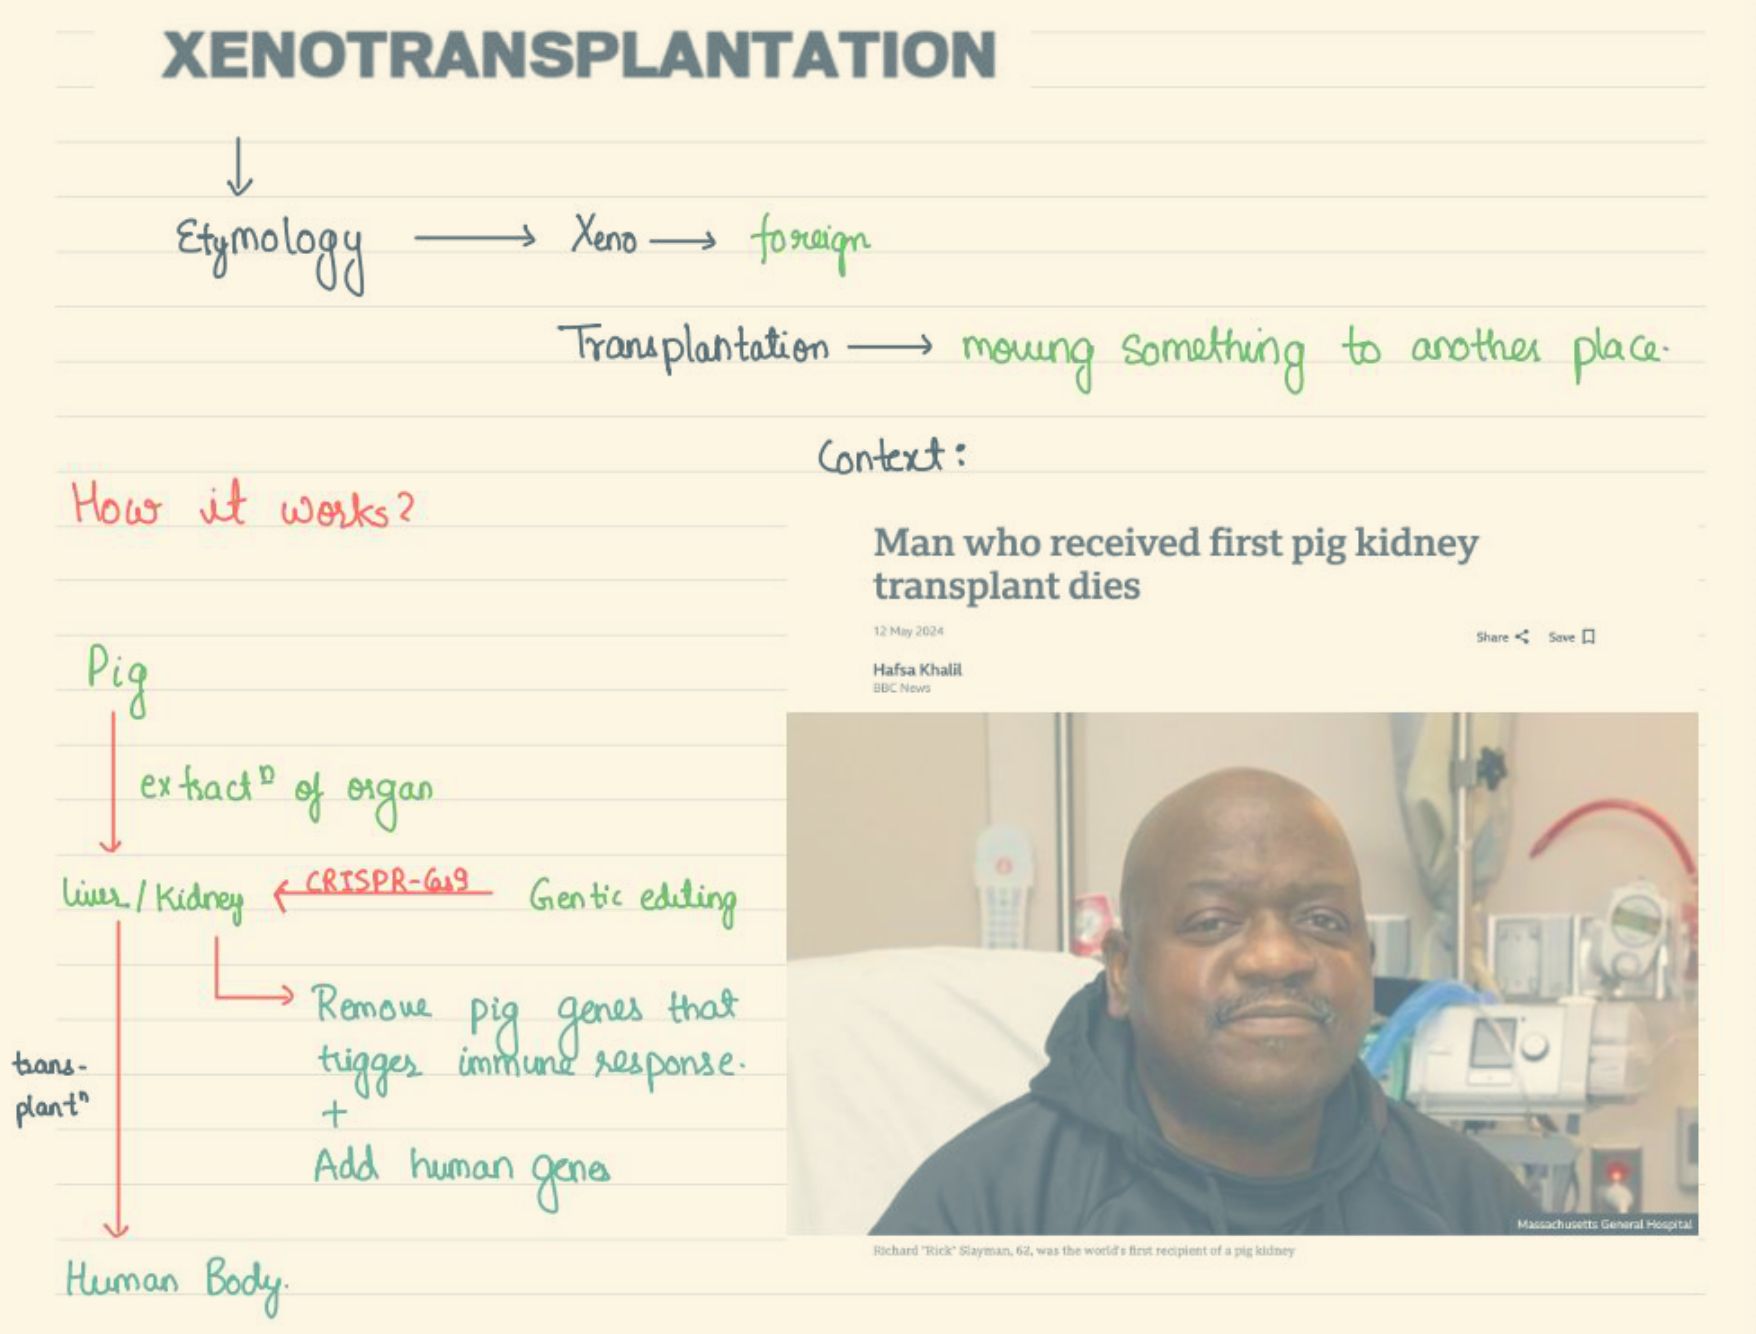 XENOTRANSPLANTATION
Etymology → Xeno → foreign
Transplantation → moving something to another place.
Context:
How it works?
Man who received first pig kidney
transplant dies
12 May 2024
Share Save
Hafsa Khalil
BBC News
Pig
extractⁿ of organ
Liver / Kidney ← CRISPR-Cas9 Gentic editing
Remove pig genes that
trigger immune response.
+
Add human genes
trans-
plantⁿ
Human Body.
Massachusetts General Hospital
Richard "Rick" Slayman, 62, was the world's first recipient of a pig kidney